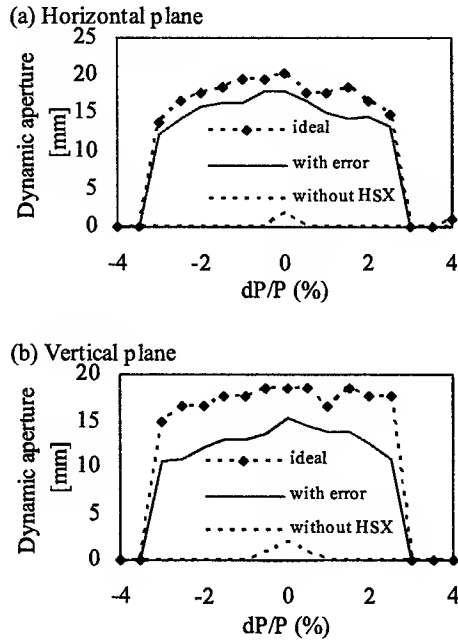 (a) Horizontal plane
25
20
15
10
5
0
Dynamic aperture
[mm]
ideal
with error
without HSX
-4 -2 0 2 4
dP/P (%)
(b) Vertical plane
20
15
10
5
0
Dynamic aperture
[mm]
ideal
with error
without HSX
-4 -2 0 2 4
dP/P (%)